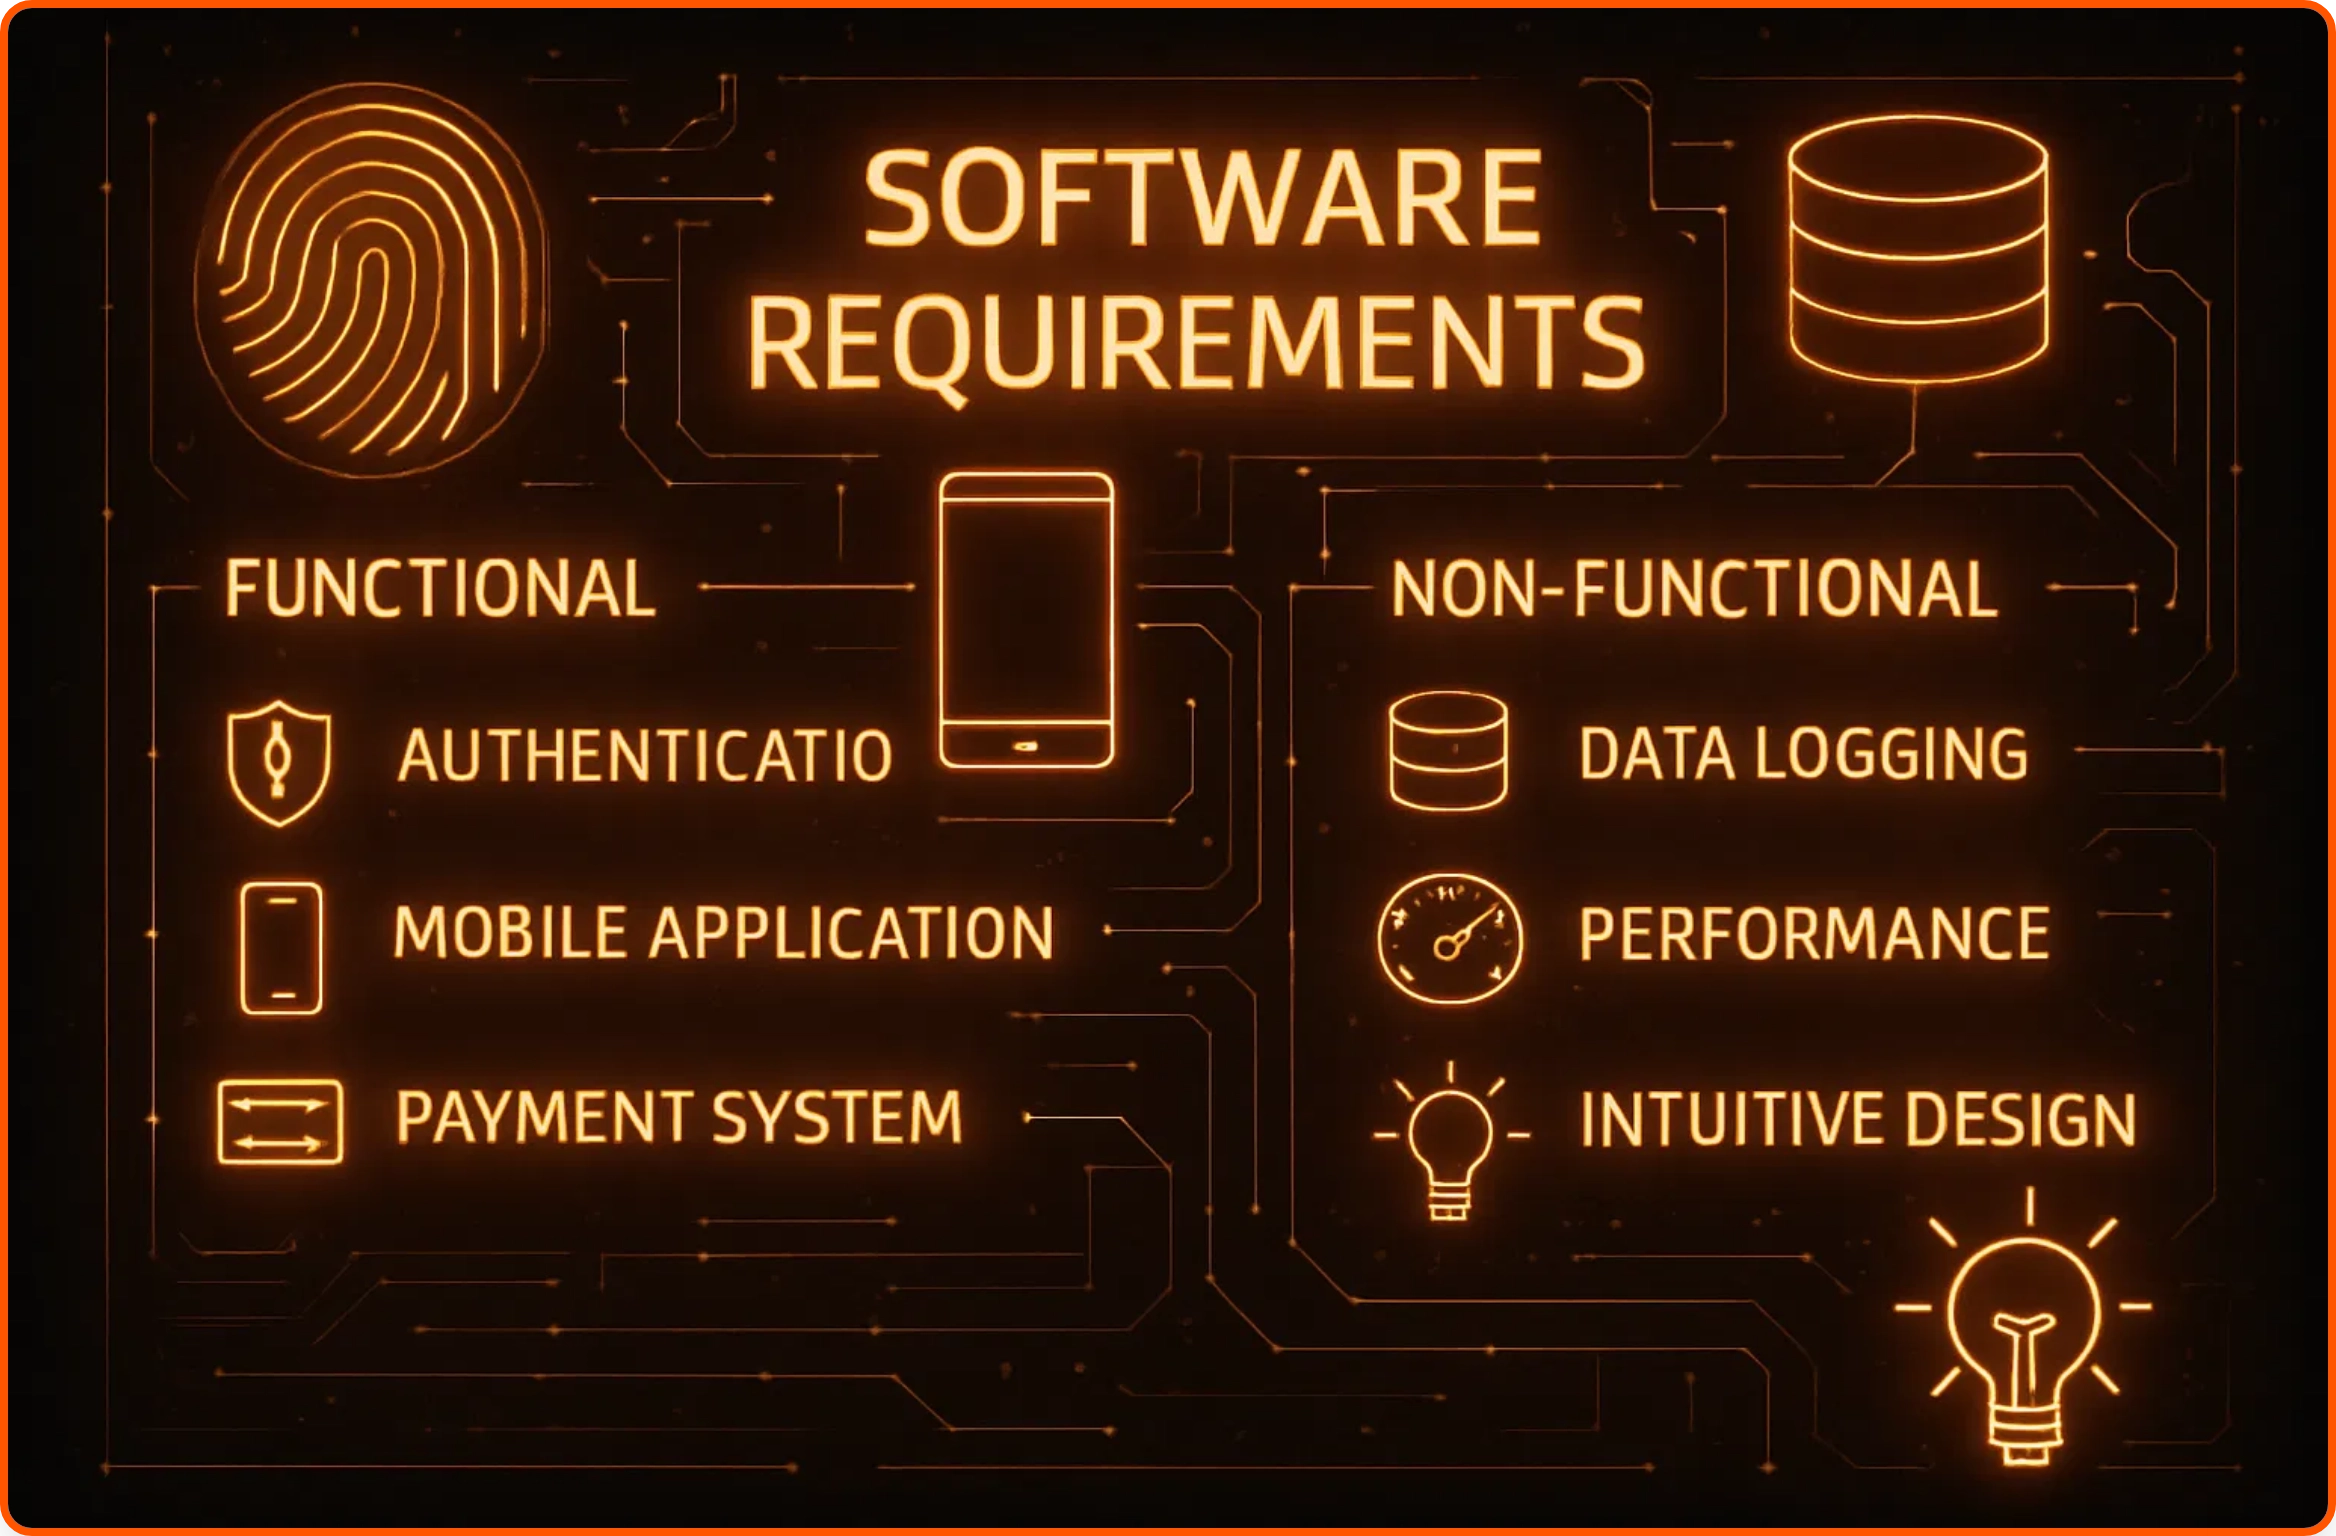 SOFTWARE
REQUIREMENTS
FUNCTIONAL
AUTHENTICATIO
MOBILE APPLICATION
PAYMENT SYSTEM
NON-FUNCTIONAL
DATA LOGGING
PERFORMANCE
INTUITIVE DESIGN